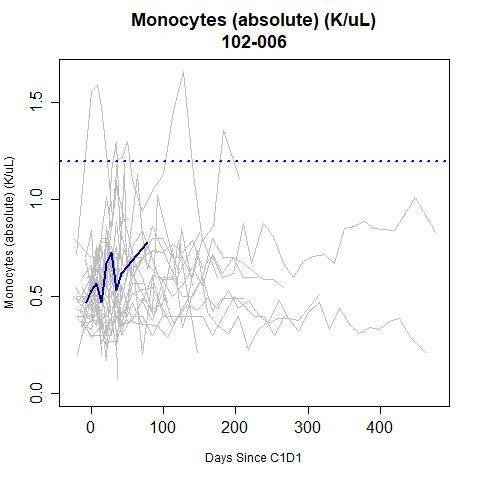 Monocytes (absolute) (K/uL)
102-006
Monocytes (absolute) (K/uL)
1.5
1.0
0.5
0.0
0 100 200 300 400
Days Since C1D1